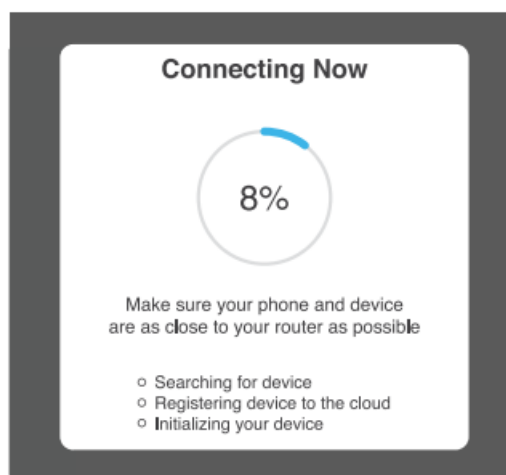 Connecting Now
8%
Make sure your phone and device
are as close to your router as possible
Searching for device
Registering device to the cloud
Initializing your device